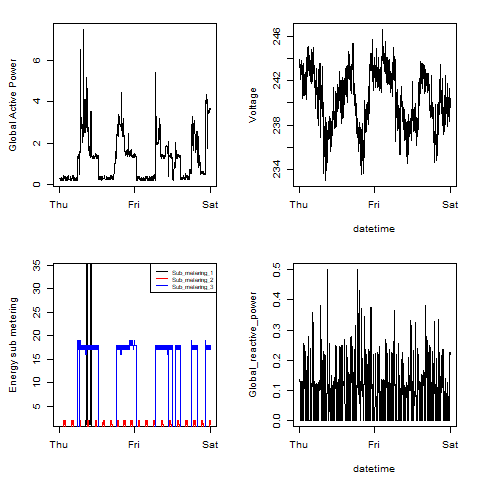 Global Active Power
6
4
2
0
Thu Fri Sat
Voltage
246
242
238
234
Thu Fri Sat
datetime
Energy sub metering
35
30
25
20
15
10
5
Sub_metering_1
Sub_metering_2
Sub_metering_3
Thu Fri Sat
Global_reactive_power
0.5
0.4
0.3
0.2
0.1
0.0
Thu Fri Sat
datetime